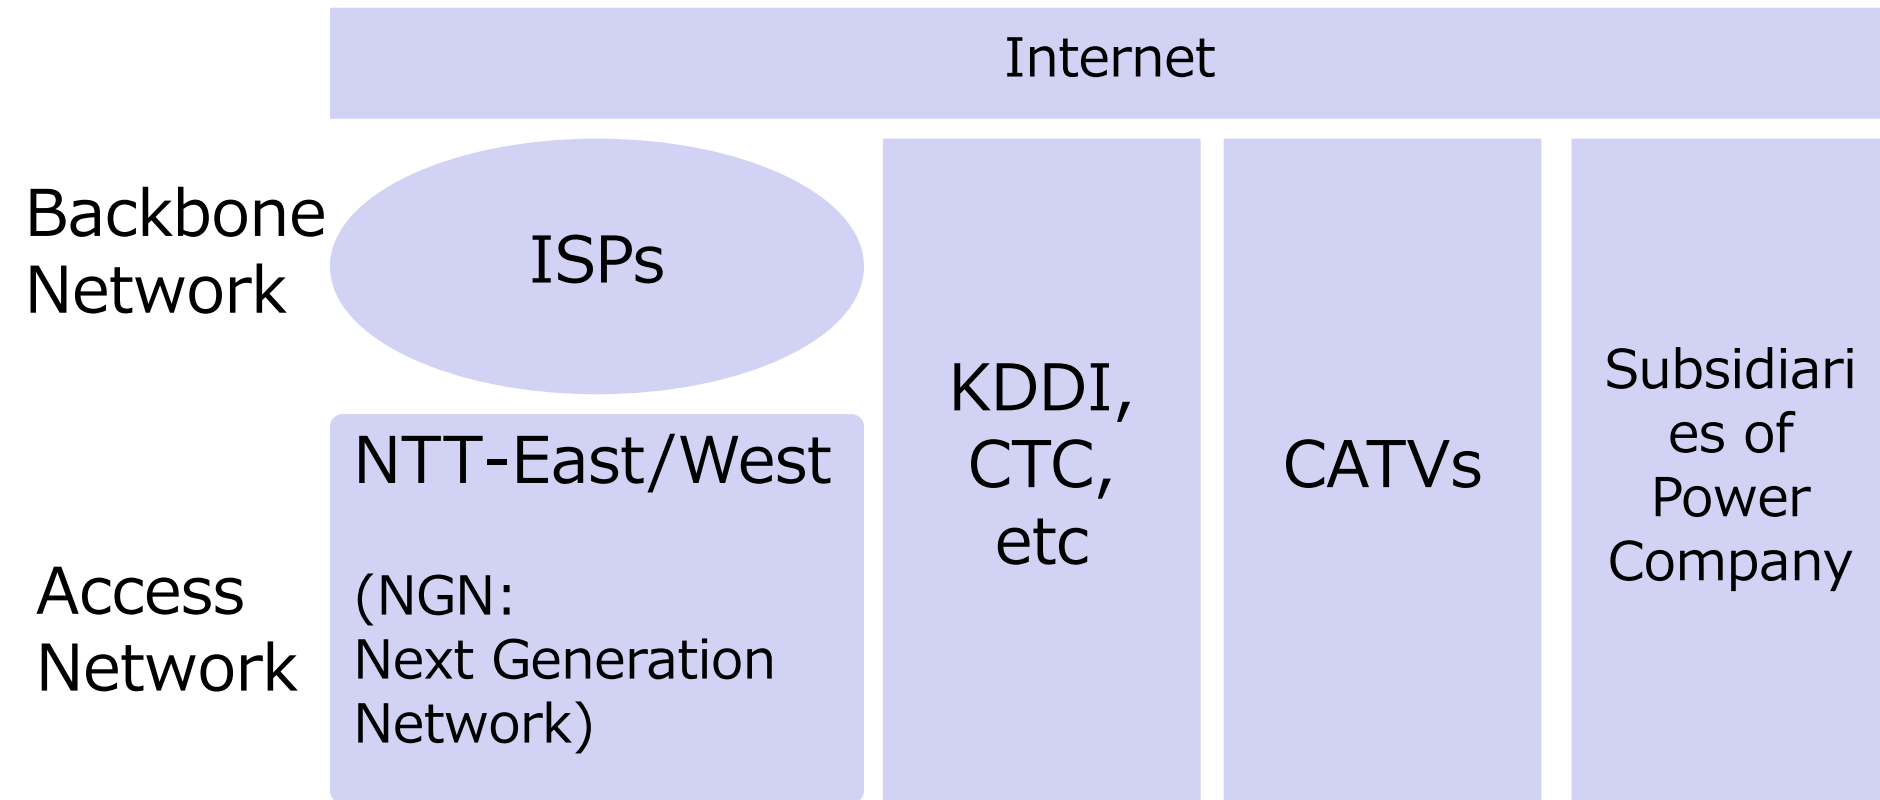 Internet
Backbone
Network
ISPs
Access
Network
NTT-East/West
(NGN:
Next Generation
Network)
KDDI,
CTC,
etc
CATVs
Subsidiari
es of
Power
Company